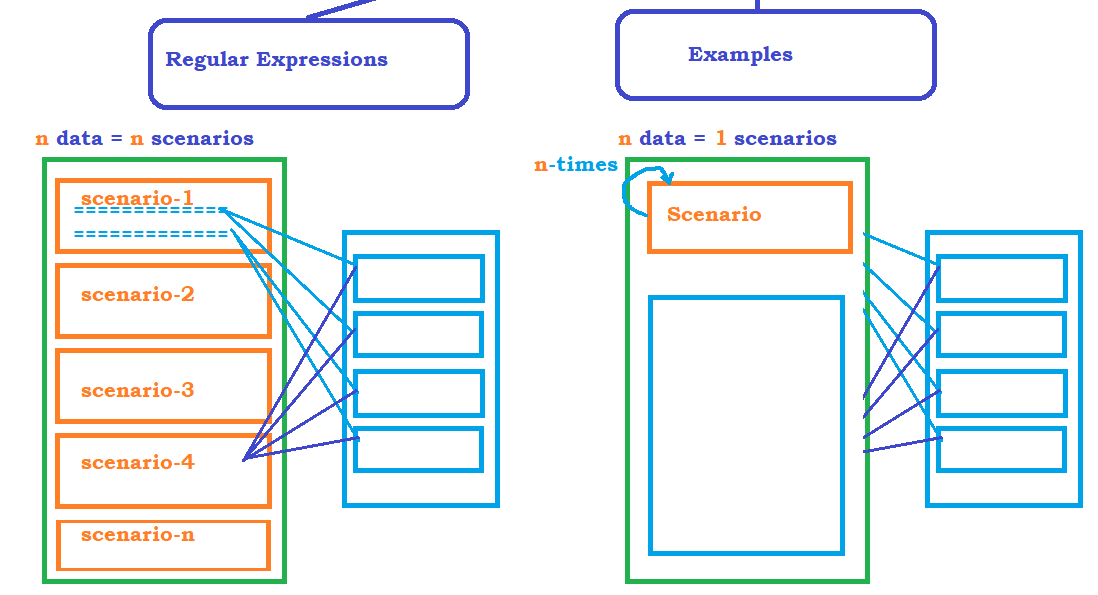 Regular Expressions
Examples
n data = n scenarios
n data = 1 scenarios
n-times
scenario-1
=============
=============
scenario-2
scenario-3
scenario-4
scenario-n
Scenario